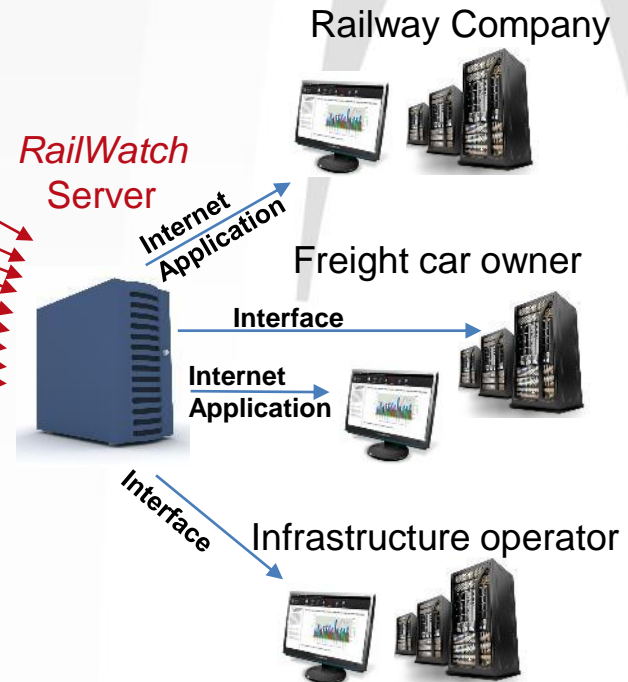 Railway Company
RailWatch
Server
Internet
Application
Freight car owner
Interface
Internet
Application
Interface
Infrastructure operator